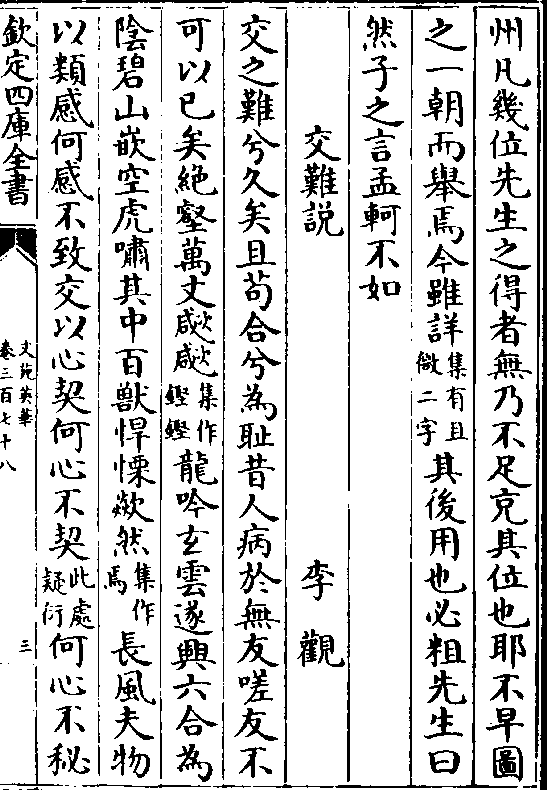 州凡幾位先生之得者無乃不足充其位也耶不早圖
之一朝而舉焉今雖詳集有且儆二字其後用也必粗先生曰
然子之言孟軻不如
交難説
李觀
交之難兮久矣且苟合兮為恥昔人病於無友嗟友不
可以已矣絶壑萬丈
集作
龍吟玄雲遂興六合為
陰碧山嵌空虎嘯其中百獸悍慄歘然集作焉長風夫物
以類感何感不致交以心契何心不契此處疑衍何心不秘
欽定四庫全書
文苑英華
卷三百七十八
三